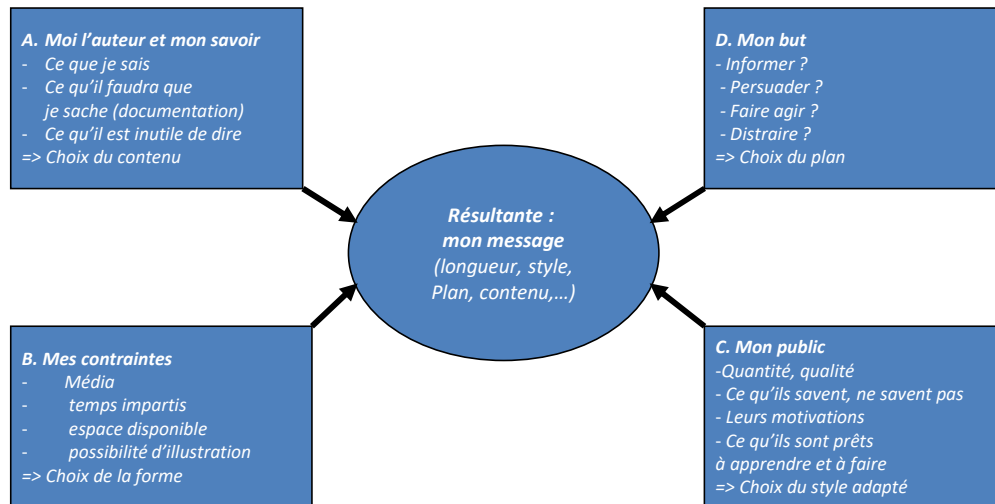 A. Moi l'auteur et mon savoir
- Ce que je sais
- Ce qu'il faudra que
je sache (documentation)
- Ce qu'il est inutile de dire
=> Choix du contenu
D. Mon but
- Informer ?
- Persuader ?
- Faire agir ?
- Distraire ?
=> Choix du plan
Résultante :
mon message
(longueur, style,
Plan, contenu,...)
B. Mes contraintes
- Média
- temps impartis
- espace disponible
- possibilité d'illustration
=> Choix de la forme
C. Mon public
-Quantité, qualité
- Ce qu'ils savent, ne savent pas
- Leurs motivations
- Ce qu'ils sont prêts
à apprendre et à faire
=> Choix du style adapté